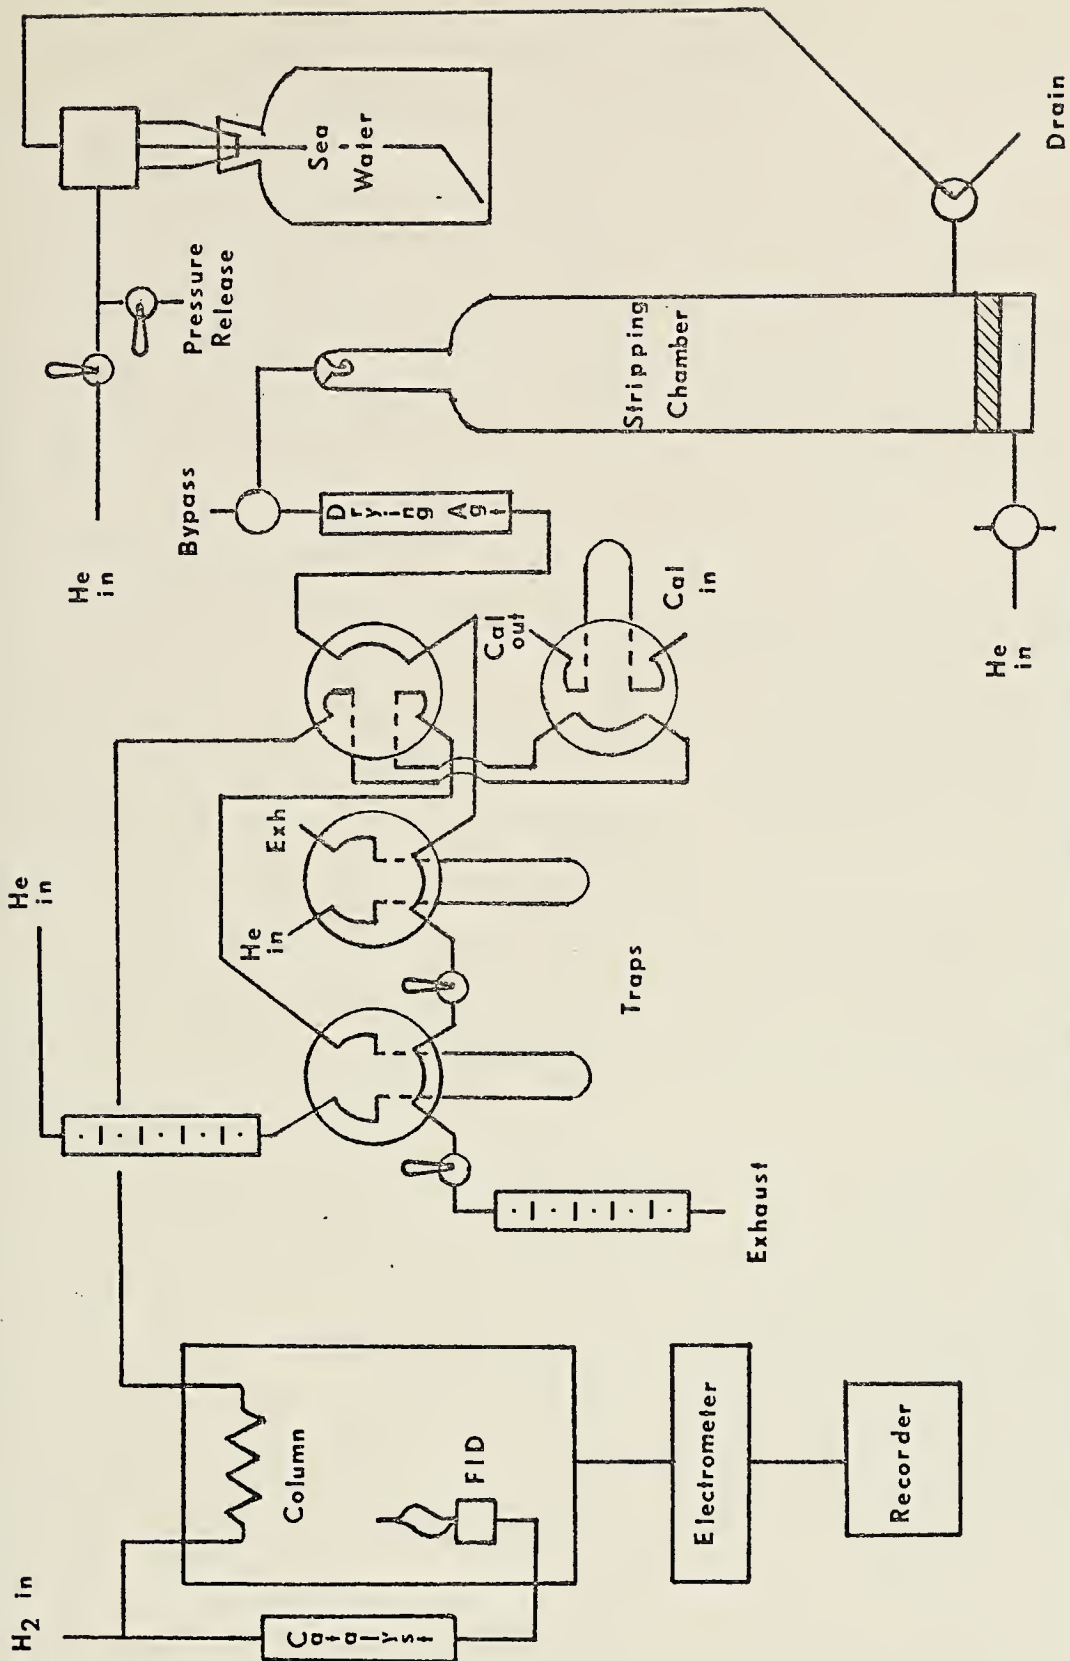 Sea
Water
Pressure
Release
He
in
Bypass
Drying Agt
Stripping
Chamber
Drain
He
in
Cal
out
Cal
in
He
in
Exh
He
in
Traps
Exhaust
H2 in
Column
FID
Catalyst
Electrometer
Recorder